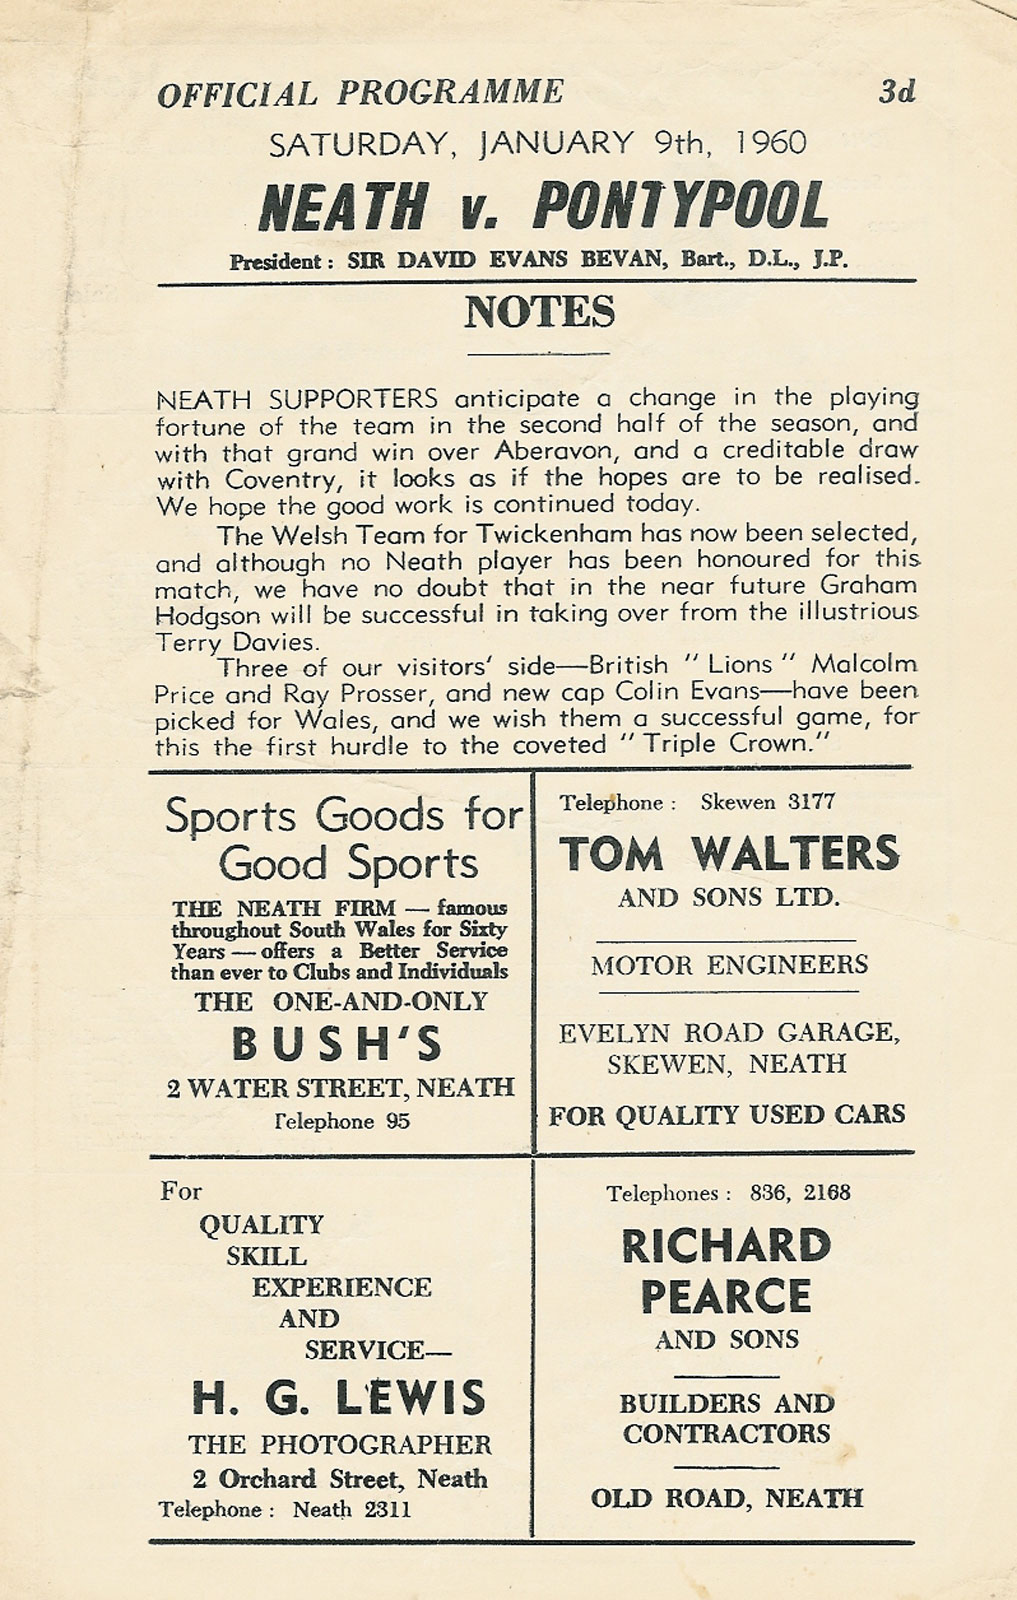 OFFICIAL PROGRAMME 3d
SATURDAY, JANUARY 9th, 1960
NEATH v. PONTYPOOL
President : SIR DAVID EVANS BEVAN, Bart., D.L., J.P.
NOTES
NEATH SUPPORTERS anticipate a change in the playing
fortune of the team in the second half of the season, and
with that grand win over Aberavon, and a creditable draw
with Coventry, it looks as if the hopes are to be realised.
We hope the good work is continued today.
The Welsh Team for Twickenham has now been selected,
and although no Neath player has been honoured for this
match, we have no doubt that in the near future Graham
Hodgson will be successful in taking over from the illustrious
Terry Davies.
Three of our visitors' side—British "Lions" Malcolm
Price and Ray Prosser, and new cap Colin Evans—have been
picked for Wales, and we wish them a successful game, for
this the first hurdle to the coveted "Triple Crown."
Sports Goods for
Good Sports
THE NEATH FIRM — famous
throughout South Wales for Sixty
Years — offers a Better Service
than ever to Clubs and Individuals
THE ONE-AND-ONLY
BUSH'S
2 WATER STREET, NEATH
Telephone 95
Telephone : Skewen 3177
TOM WALTERS
AND SONS LTD.
MOTOR ENGINEERS
EVELYN ROAD GARAGE,
SKEWEN, NEATH
FOR QUALITY USED CARS
For
QUALITY
SKILL
EXPERIENCE
AND
SERVICE—
H. G. LEWIS
THE PHOTOGRAPHER
2 Orchard Street, Neath
Telephone : Neath 2311
Telephones : 836, 2168
RICHARD
PEARCE
AND SONS
BUILDERS AND
CONTRACTORS
OLD ROAD, NEATH